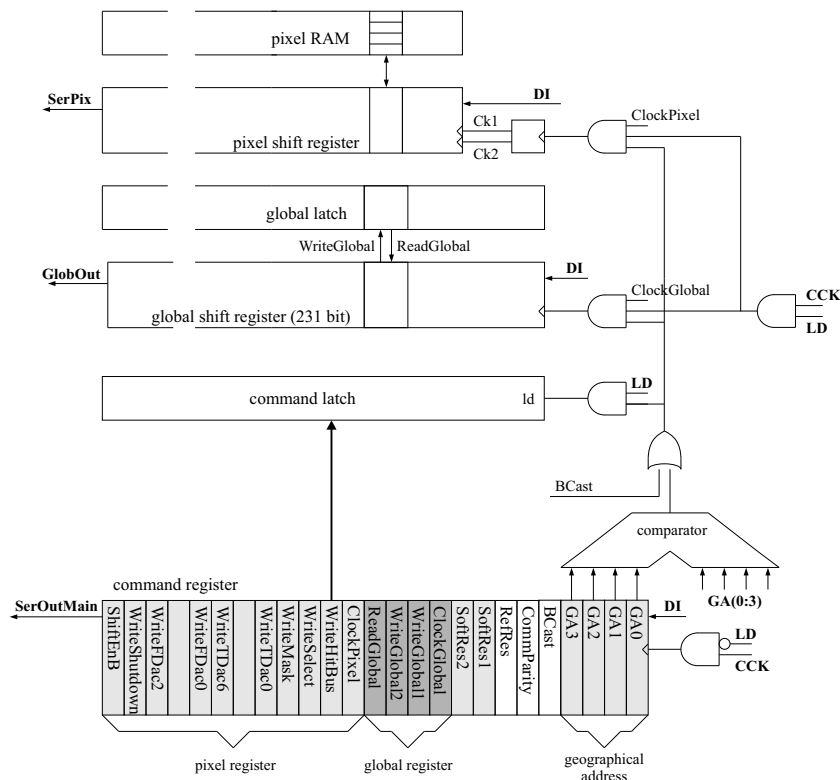 pixel RAM
SerPix
DI
Ck1
Ck2
ClockPixel
pixel shift register
global latch
WriteGlobal
ReadGlobal
GlobOut
DI
ClockGlobal
CCK
LD
global shift register (231 bit)
command latch
ld
LD
BCast
comparator
GA(0:3)
command register
SerOutMain
ShiftEnB
WriteShutdown
WriteFDac2
WriteFDac0
WriteTDac6
WriteTDac0
WriteMask
WriteSelect
WriteHitBus
ClockPixel
ReadGlobal
WriteGlobal2
WriteGlobal1
ClockGlobal
SoftRes2
SoftRes1
RefRes
CommParity
BCast
GA3
GA2
GA1
GA0
DI
LD
CCK
pixel register
global register
geographical
address